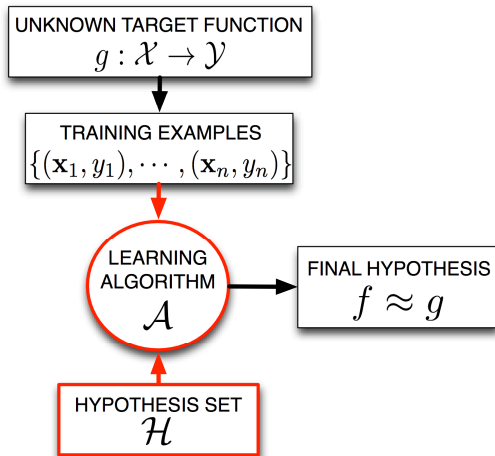 UNKNOWN TARGET FUNCTION
g : 𝒳 → 𝒴
TRAINING EXAMPLES
{(x₁, y₁), ⋯ , (xₙ, yₙ)}
LEARNING
ALGORITHM
𝒜
FINAL HYPOTHESIS
f ≈ g
HYPOTHESIS SET
ℋ